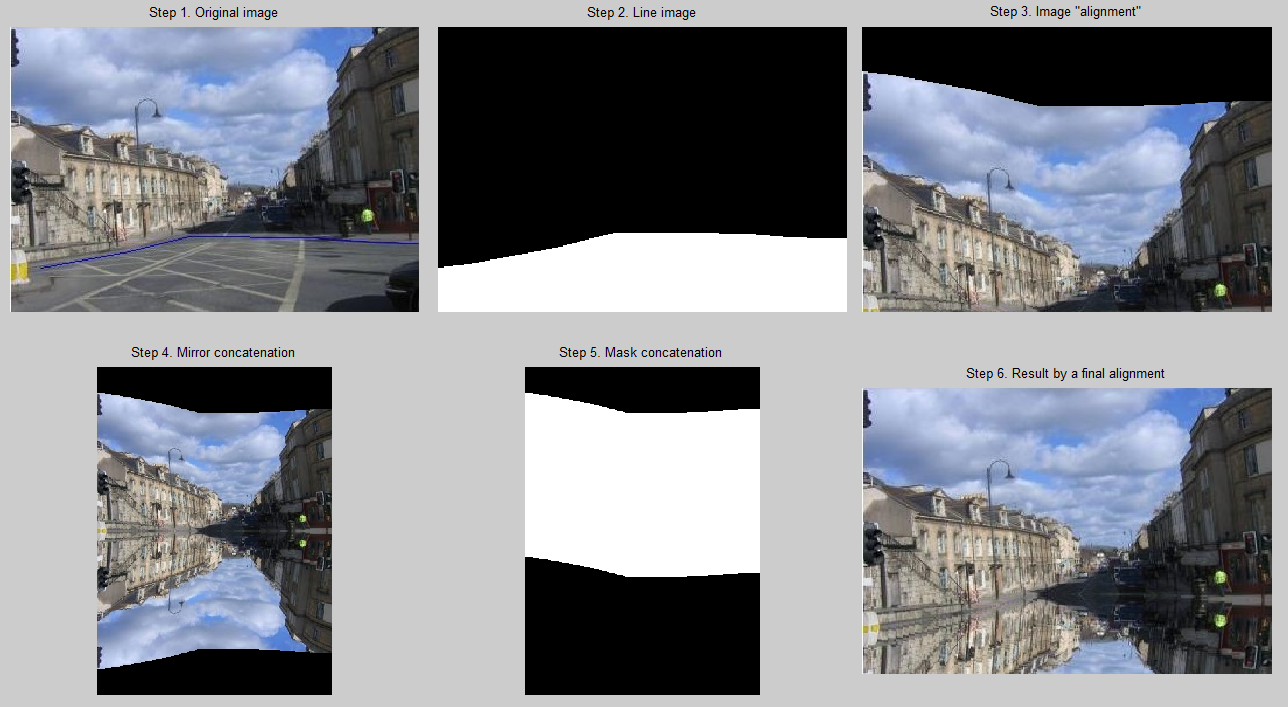 Step 1. Original image
Step 2. Line image
Step 3. Image "alignment"
Step 4. Mirror concatenation
Step 5. Mask concatenation
Step 6. Result by a final alignment